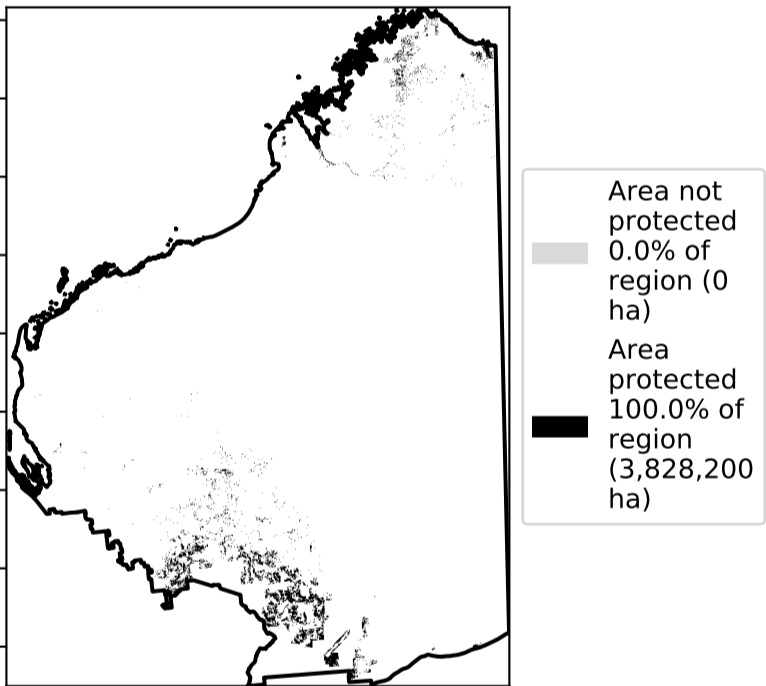 Area not
protected
0.0% of
region (0
ha)
Area
protected
100.0% of
region
(3,828,200
ha)